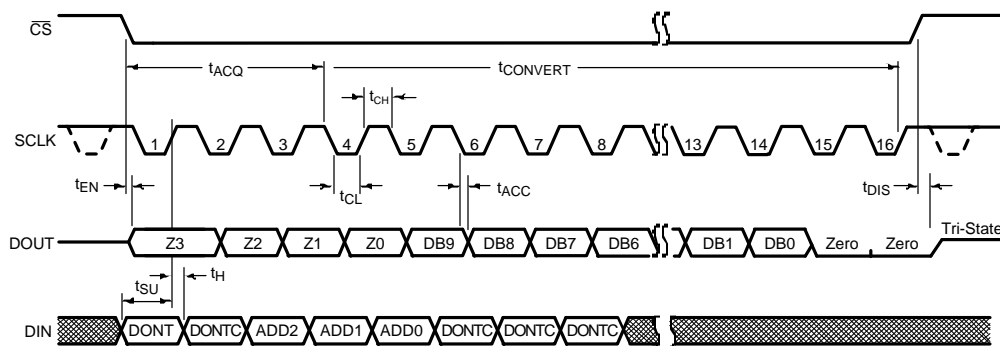 CS
tACQ
tCONVERT
tCH
SCLK
1 2 3 4 5 6 7 8 13 14 15 16
tEN
tCL
tACC
tDIS
DOUT
Z3 Z2 Z1 Z0 DB9 DB8 DB7 DB6 DB1 DB0 Zero Zero
Tri-State
tSU
tH
DIN
DONT DONTC ADD2 ADD1 ADD0 DONTC DONTC DONTC